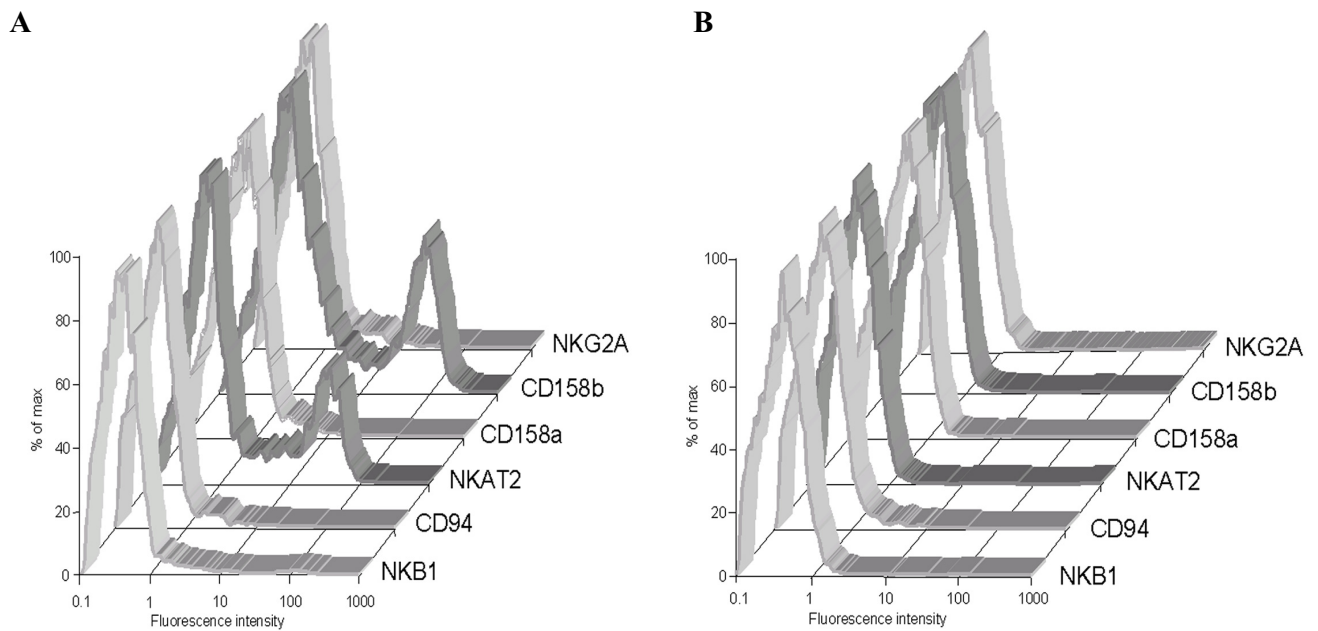 A
100
80
60
40
20
0
% of max
0.1 1 10 100 1000
Fluorescence intensity
NKG2A
CD158b
CD158a
NKAT2
CD94
NKB1
B
100
80
60
40
20
0
% of max
0.1 1 10 100 1000
Fluorescence intensity
NKG2A
CD158b
CD158a
NKAT2
CD94
NKB1